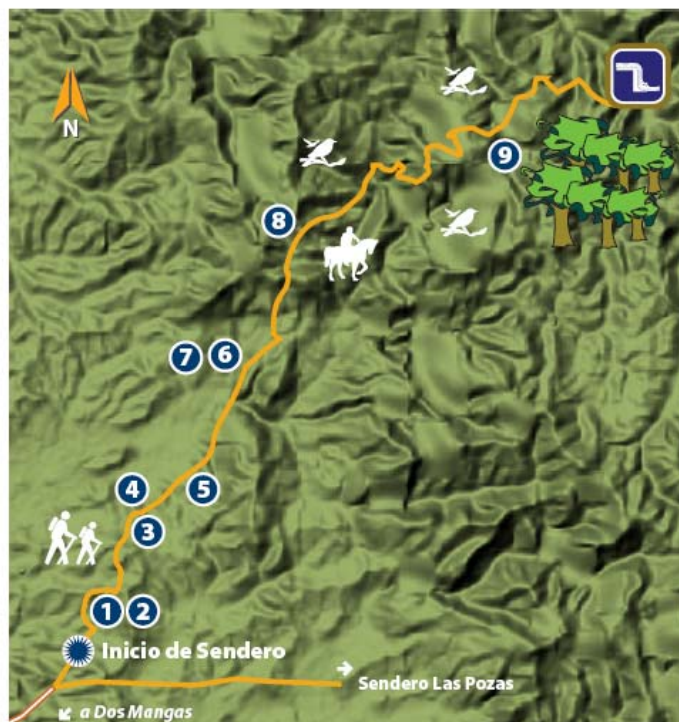 N
9
8
7 6
4 5
3
1 2
Inicio de Sendero
Sendero Las Pozas
a Dos Mangas